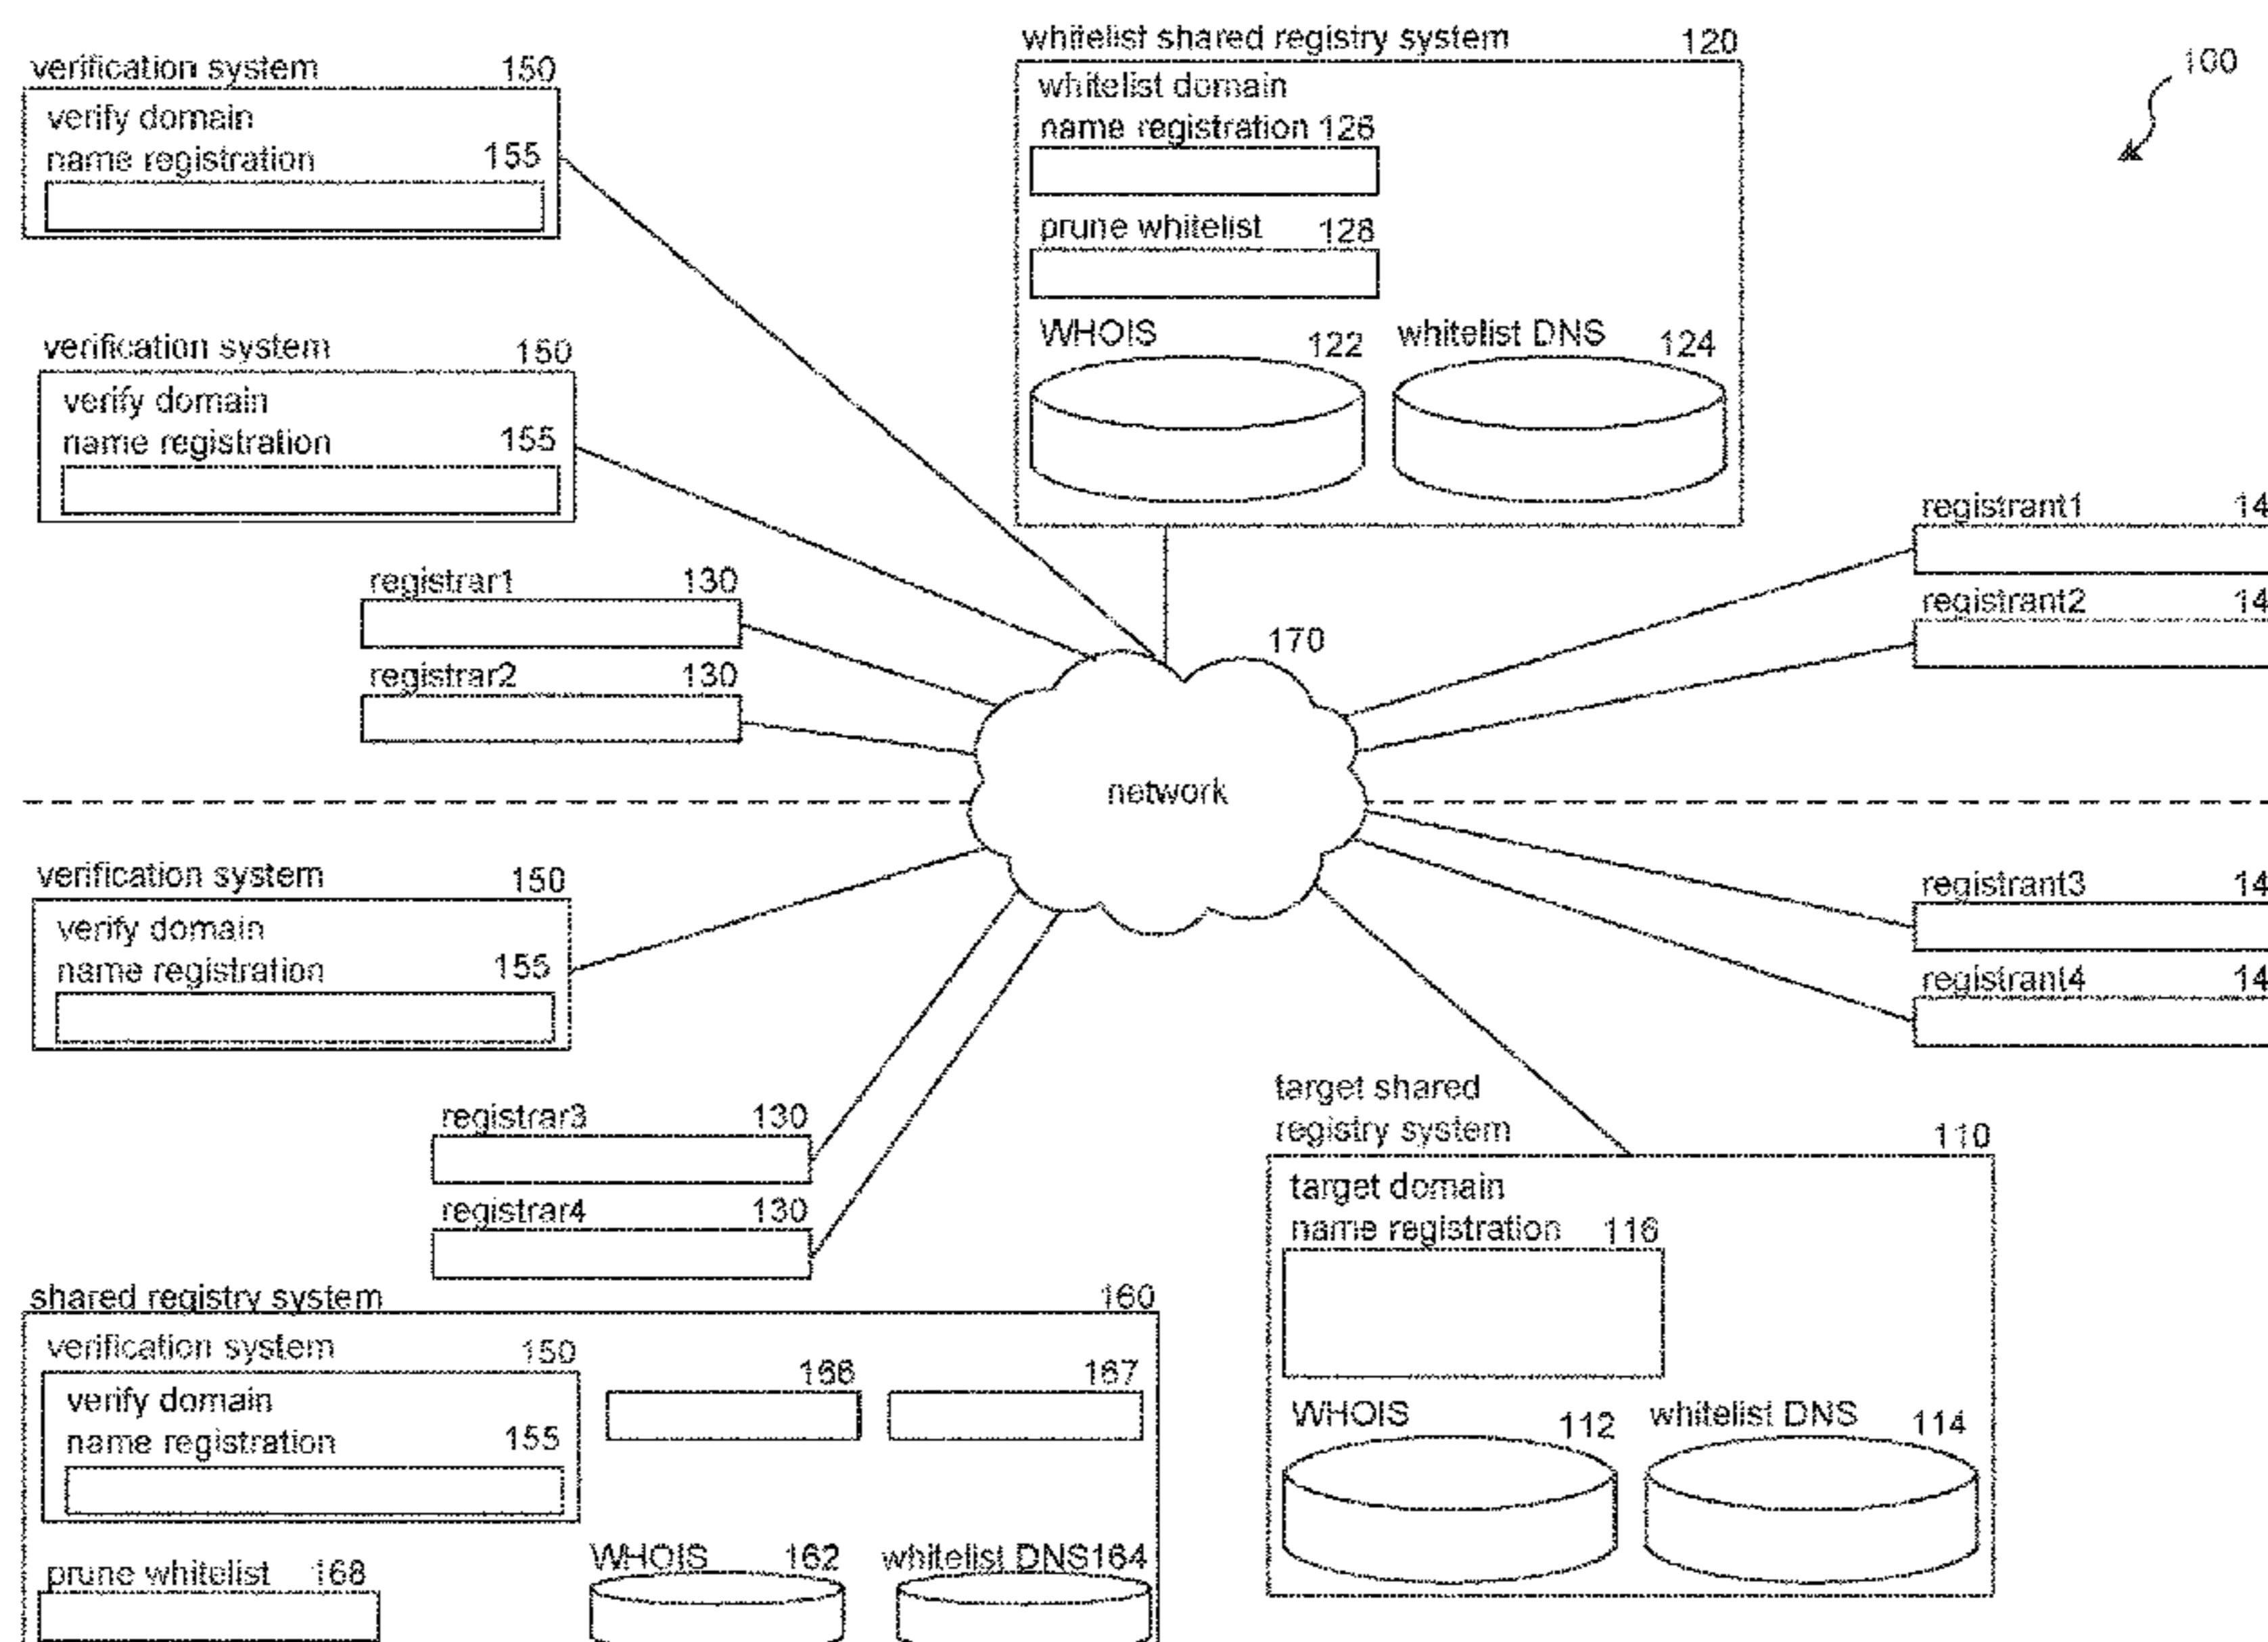 whitelist shared registry system 120
100
whitelist domain
name registration 126
prune whitelist 128
WHOIS 122 whitelist DNS 124
verification system 150
verify domain
name registration 155
verification system 150
verify domain
name registration 155
registrar1 130
registrar2 130
registrant1 14
registrant2 14
170
network
verification system 150
verify domain
name registration 155
registrar3 130
registrar4 130
registrant3 14
registrant4 14
target shared
registry system 110
target domain
name registration 116
WHOIS 112 whitelist DNS 114
shared registry system 160
verification system 150
verify domain
name registration 155
166 167
prune whitelist 168
WHOIS 162 whitelist DNS164